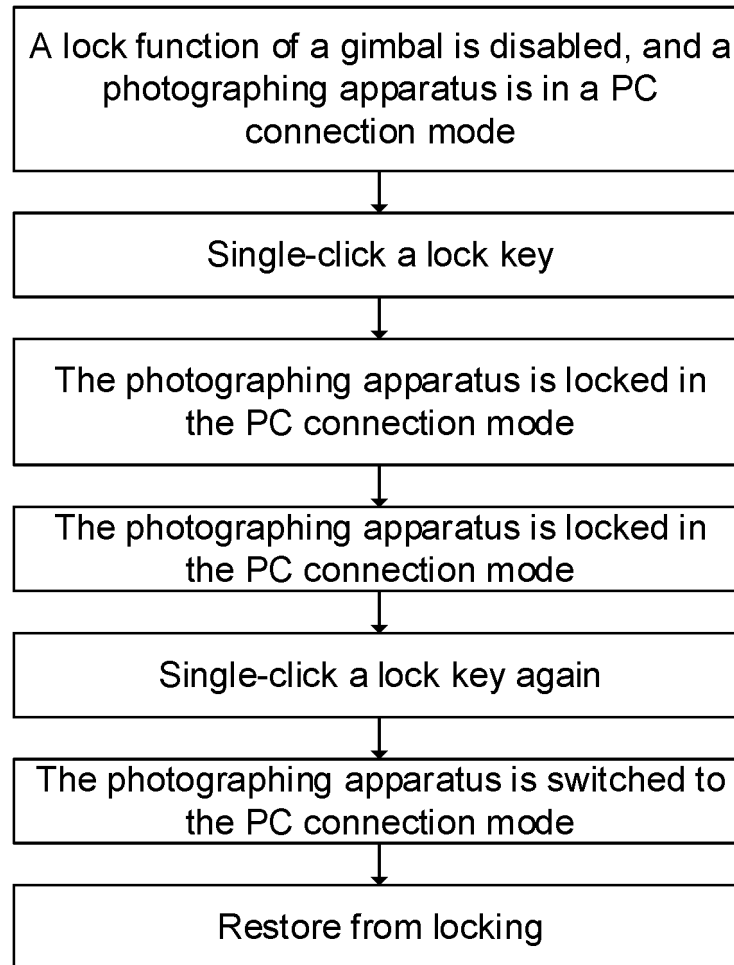 A lock function of a gimbal is disabled, and a
photographing apparatus is in a PC
connection mode
Single-click a lock key
The photographing apparatus is locked in
the PC connection mode
The photographing apparatus is locked in
the PC connection mode
Single-click a lock key again
The photographing apparatus is switched to
the PC connection mode
Restore from locking